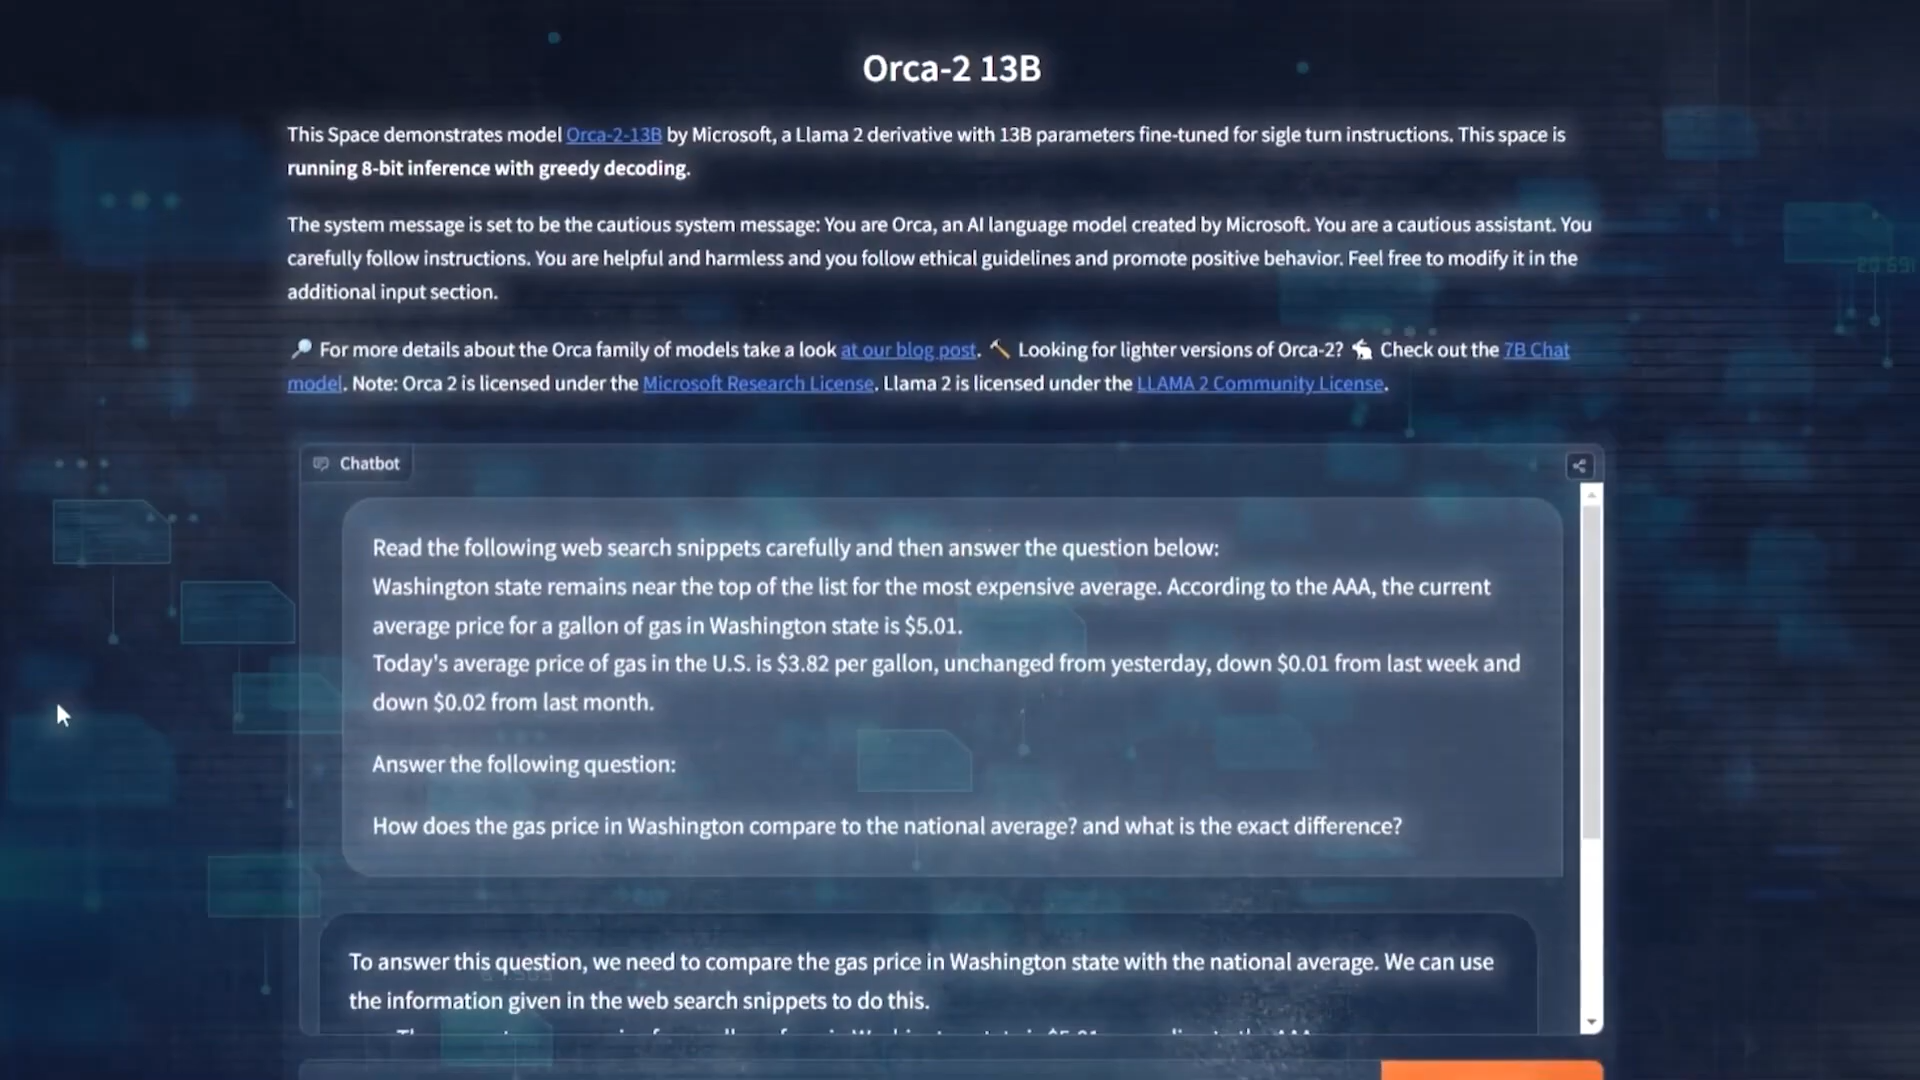 Orca-2 13B
This Space demonstrates model Orca-2-13B by Microsoft, a Llama 2 derivative with 13B parameters fine-tuned for sigle turn instructions. This space is
running 8-bit inference with greedy decoding.
The system message is set to be the cautious system message: You are Orca, an AI language model created by Microsoft. You are a cautious assistant. You
carefully follow instructions. You are helpful and harmless and you follow ethical guidelines and promote positive behavior. Feel free to modify it in the
additional input section.
🔎 For more details about the Orca family of models take a look at our blog post. 🔨 Looking for lighter versions of Orca-2? 🐇 Check out the 7B Chat
model. Note: Orca 2 is licensed under the Microsoft Research License. Llama 2 is licensed under the LLAMA 2 Community License.
Chatbot
Read the following web search snippets carefully and then answer the question below:
Washington state remains near the top of the list for the most expensive average. According to the AAA, the current
average price for a gallon of gas in Washington state is $5.01.
Today's average price of gas in the U.S. is $3.82 per gallon, unchanged from yesterday, down $0.01 from last week and
down $0.02 from last month.
Answer the following question:
How does the gas price in Washington compare to the national average? and what is the exact difference?
To answer this question, we need to compare the gas price in Washington state with the national average. We can use
the information given in the web search snippets to do this.